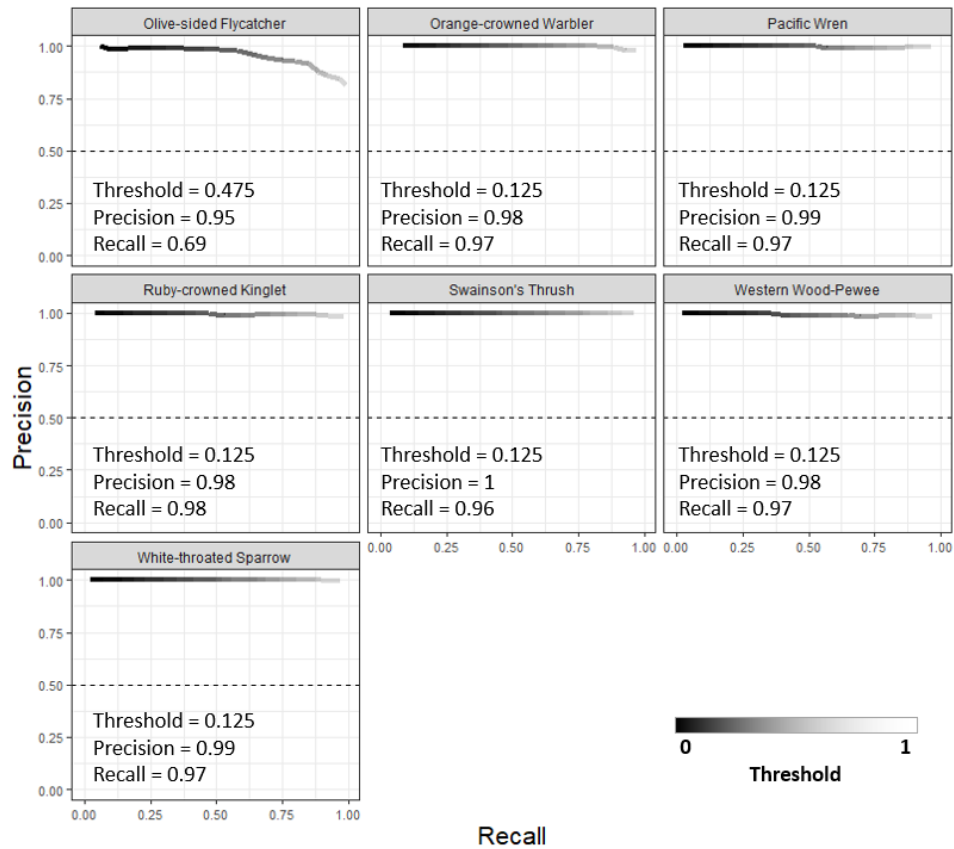 Olive-sided Flycatcher
Orange-crowned Warbler
Pacific Wren
1.00
0.75
0.50
0.25
0.00
Threshold = 0.475
Precision = 0.95
Recall = 0.69
Threshold = 0.125
Precision = 0.98
Recall = 0.97
Threshold = 0.125
Precision = 0.99
Recall = 0.97
Ruby-crowned Kinglet
Swainson's Thrush
Western Wood-Pewee
1.00
0.75
0.50
0.25
0.00
Precision
Threshold = 0.125
Precision = 0.98
Recall = 0.98
Threshold = 0.125
Precision = 1
Recall = 0.96
Threshold = 0.125
Precision = 0.98
Recall = 0.97
0.00 0.25 0.50 0.75 1.00
0.00 0.25 0.50 0.75 1.00
White-throated Sparrow
1.00
0.75
0.50
0.25
0.00
Threshold = 0.125
Precision = 0.99
Recall = 0.97
0.00 0.25 0.50 0.75 1.00
0 1
Threshold
Recall